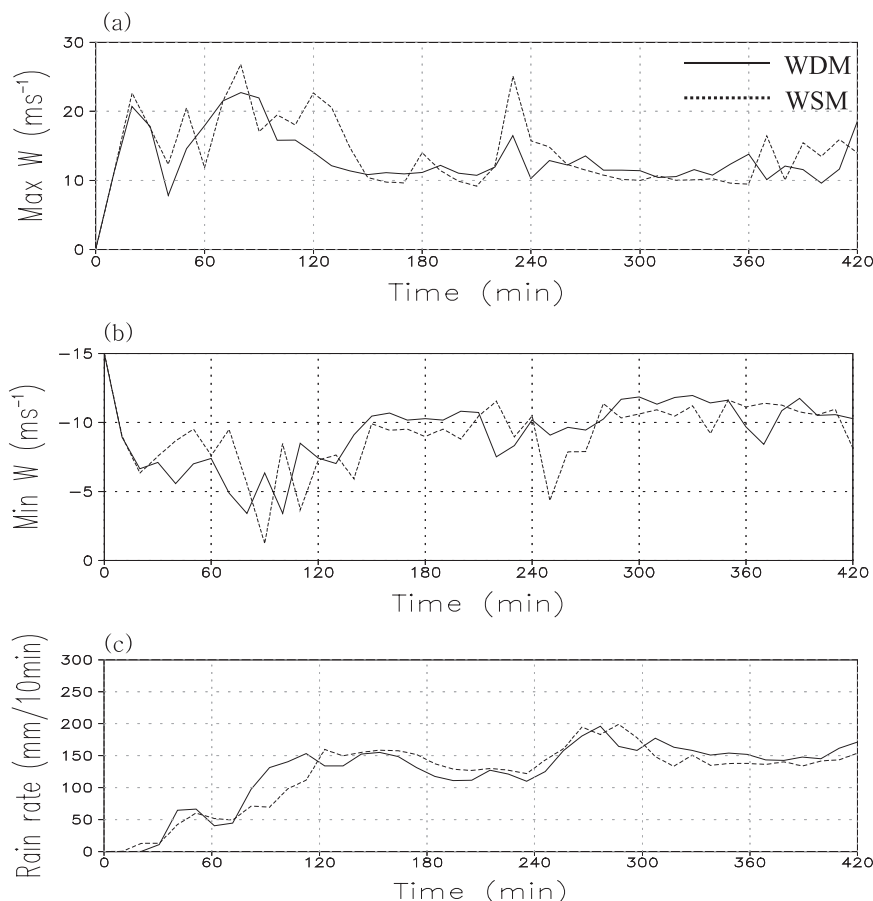 (a)
Max W (ms⁻¹)
30
20
10
0
WDM
WSM
0 60 120 180 240 300 360 420
Time (min)
(b)
Min W (ms⁻¹)
−15
−10
−5
0
0 60 120 180 240 300 360 420
Time (min)
(c)
Rain rate (mm/10min)
300
250
200
150
100
50
0
0 60 120 180 240 300 360 420
Time (min)